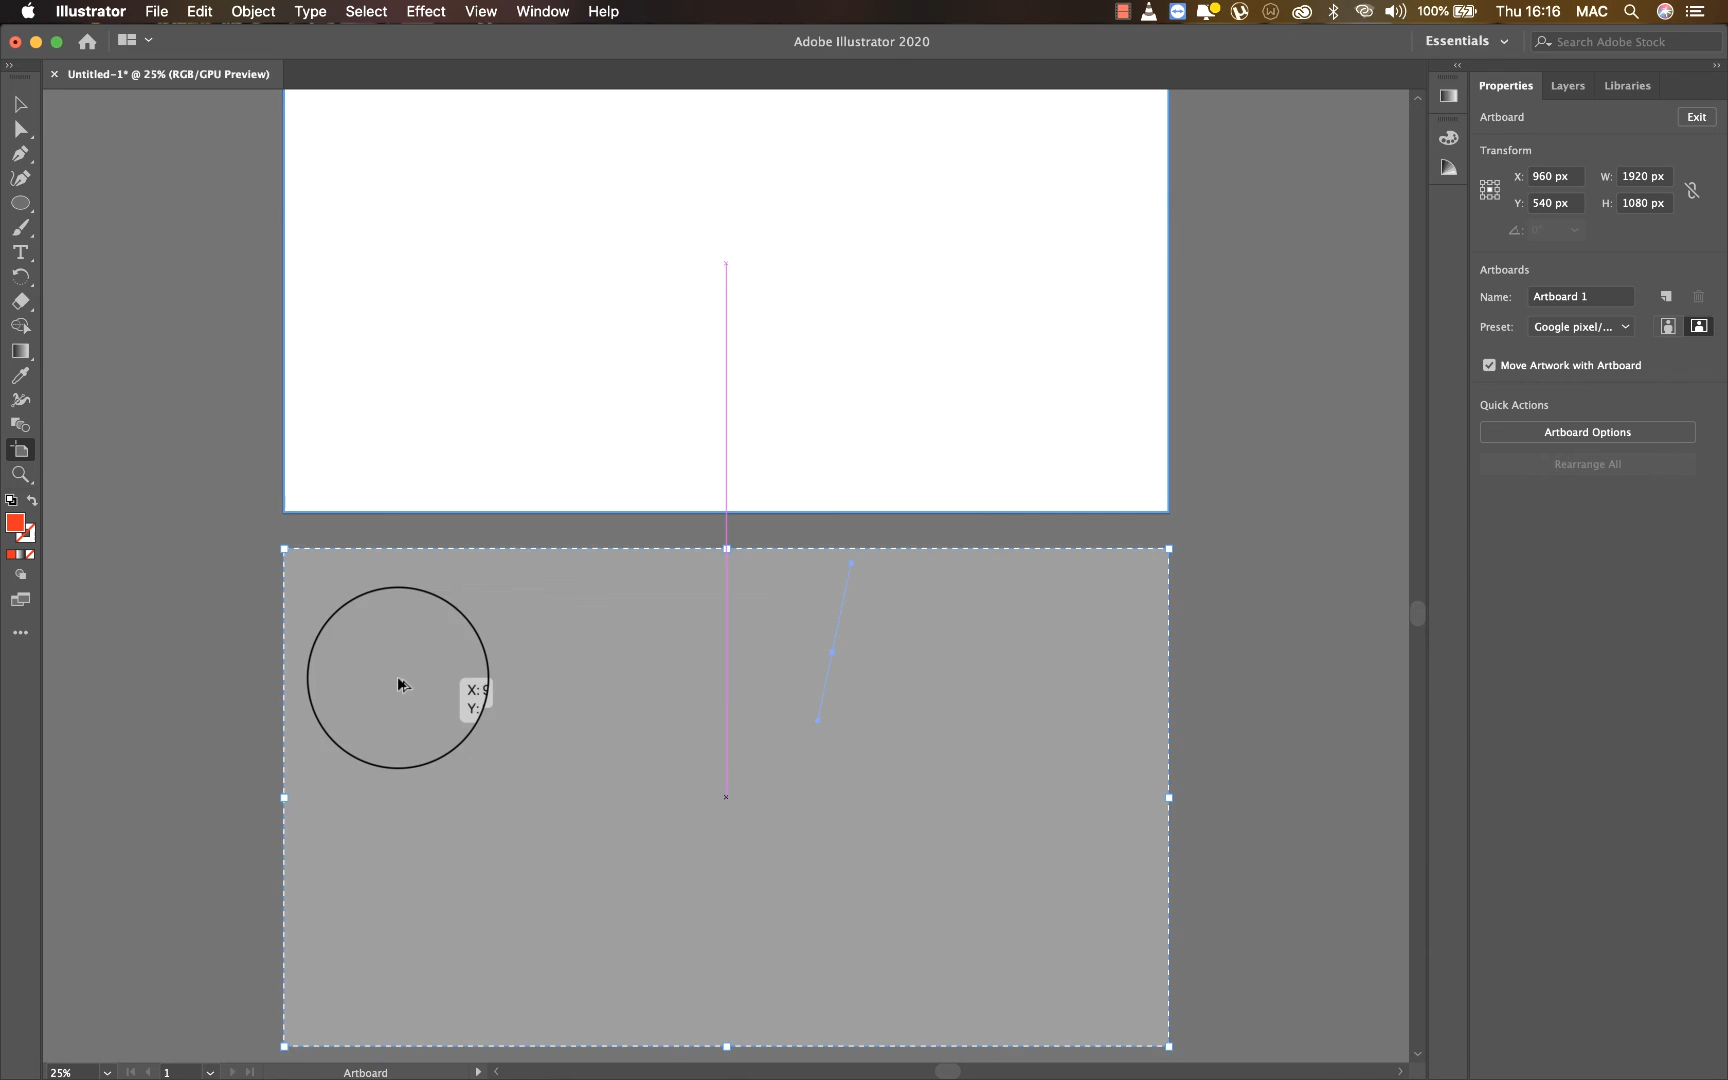 Illustrator File Edit Object Type Select Effect View Window Help 100% Thu 16:16 MAC
Adobe Illustrator 2020 Essentials Search Adobe Stock
Untitled-1* @ 25% (RGB/GPU Preview)
Properties Layers Libraries
Artboard Exit
Transform
X: 960 px W: 1920 px
Y: 540 px H: 1080 px
0°
Artboards
Name: Artboard 1
Preset: Google pixel/...
Move Artwork with Artboard
Quick Actions
Artboard Options
Rearrange All
X: 9
Y:
25% 1 Artboard